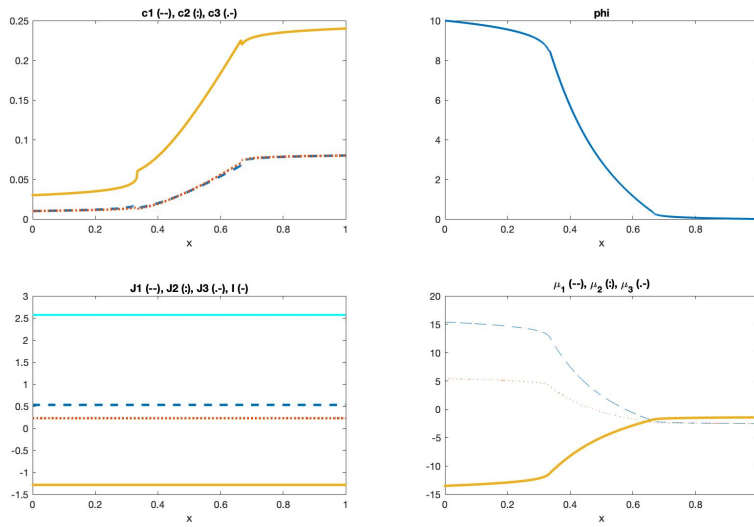 c1 (--), c2 (:), c3 (.-)
0.25
0.2
0.15
0.1
0.05
0
0 0.2 0.4 0.6 0.8 1
x
phi
10
8
6
4
2
0
0 0.2 0.4 0.6 0.8
x
J1 (--), J2 (:), J3 (.-), I (-)
3
2.5
2
1.5
1
0.5
0
-0.5
-1
-1.5
0 0.2 0.4 0.6 0.8 1
x
μ1 (--), μ2 (:), μ3 (.-)
20
15
10
5
0
-5
-10
-15
0 0.2 0.4 0.6 0.8
x